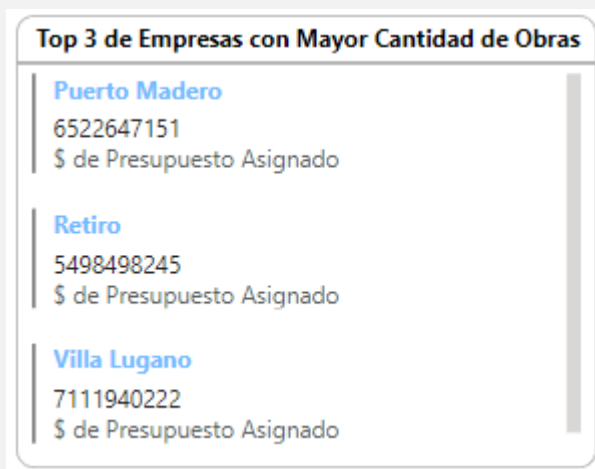 Top 3 de Empresas con Mayor Cantidad de Obras
Puerto Madero
6522647151
$ de Presupuesto Asignado
Retiro
5498498245
$ de Presupuesto Asignado
Villa Lugano
7111940222
$ de Presupuesto Asignado